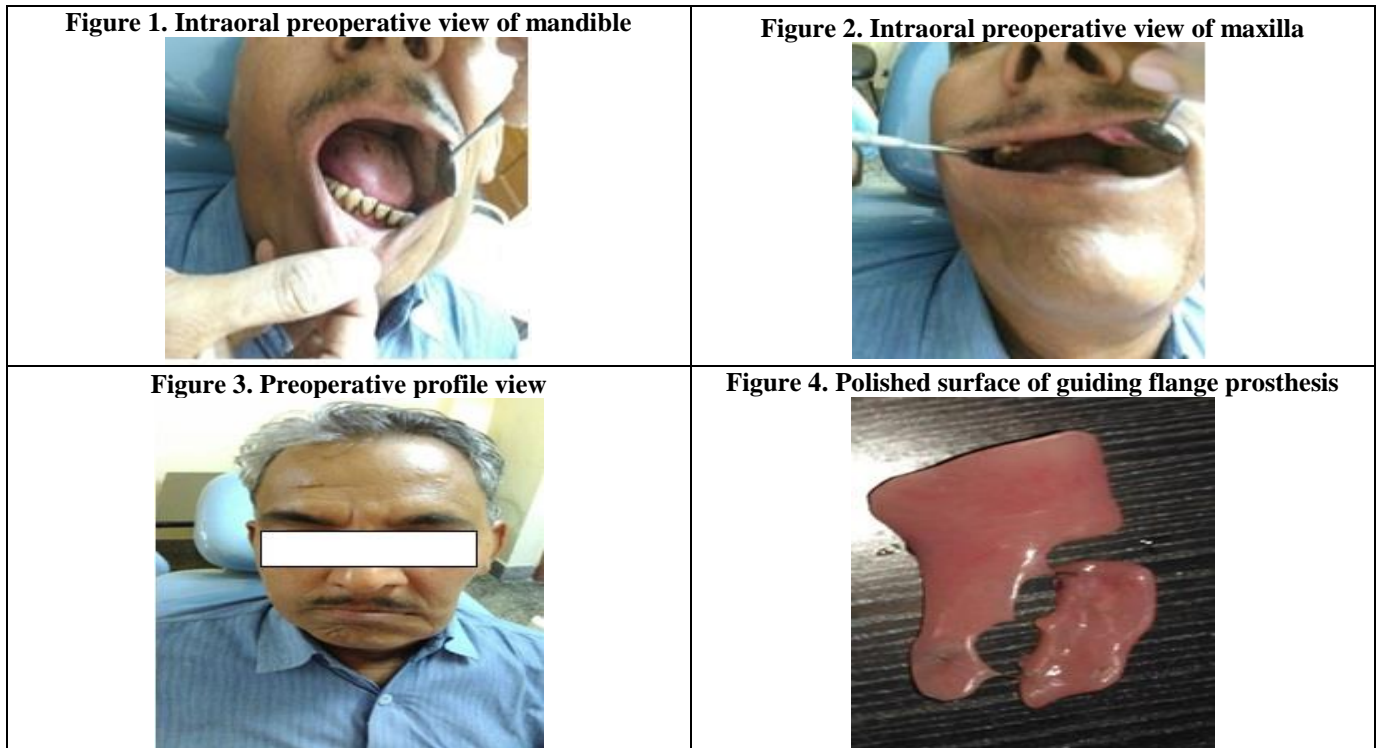 Figure 1. Intraoral preoperative view of mandible
Figure 2. Intraoral preoperative view of maxilla
Figure 3. Preoperative profile view
Figure 4. Polished surface of guiding flange prosthesis